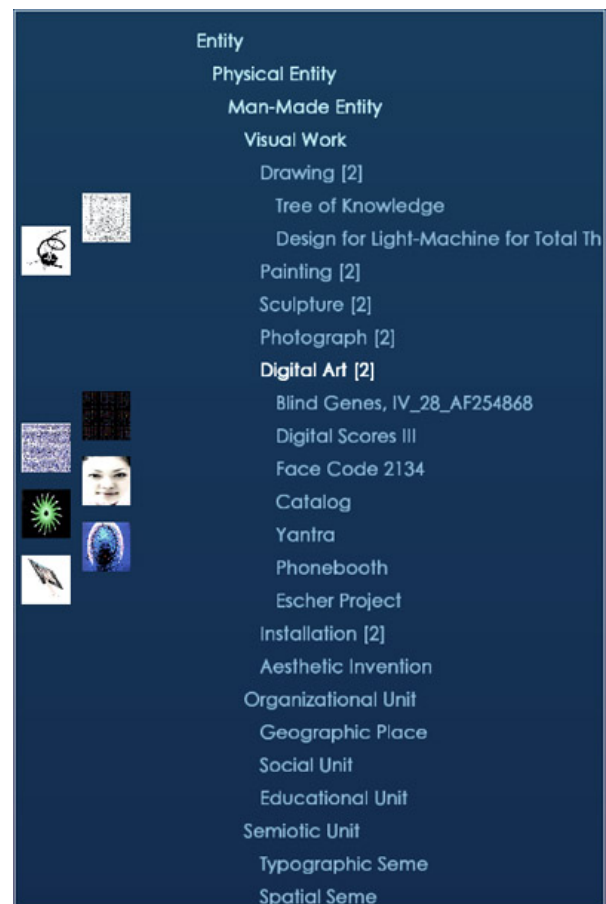 Entity
Physical Entity
Man-Made Entity
Visual Work
Drawing [2]
Tree of Knowledge
Design for Light-Machine for Total Th
Painting [2]
Sculpture [2]
Photograph [2]
Digital Art [2]
Blind Genes, IV_28_AF254868
Digital Scores III
Face Code 2134
Catalog
Yantra
Phonebooth
Escher Project
Installation [2]
Aesthetic Invention
Organizational Unit
Geographic Place
Social Unit
Educational Unit
Semiotic Unit
Typographic Seme
Spatial Seme